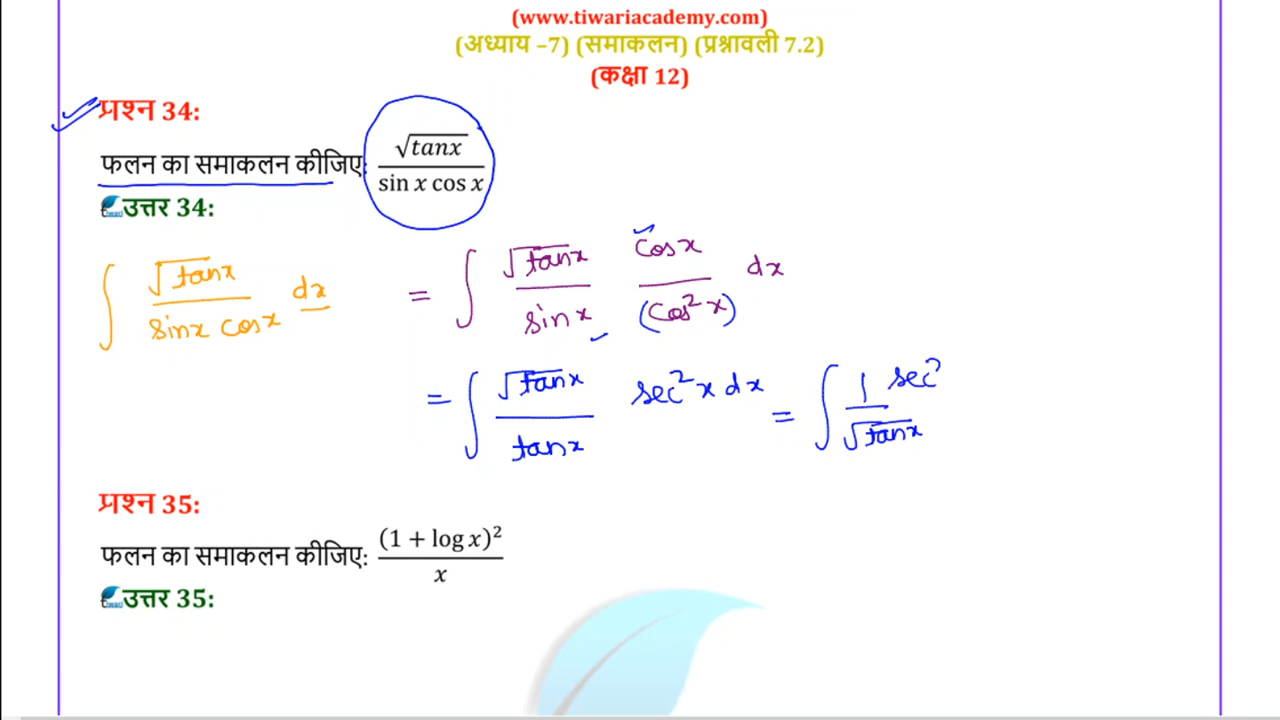 (www.tiwariacademy.com)
(अध्याय –7) (समाकलन) (प्रश्नावली 7.2)
(कक्षा 12)
प्रश्न 34:
फलन का समाकलन कीजिए: √tanx / sin x cos x
उत्तर 34:
∫ √tanx / sinx cosx dx = ∫ √tanx / sinx cosx / (cos²x) dx
= ∫ √tanx / tanx sec²x dx = ∫ 1 / √tanx sec²
प्रश्न 35:
फलन का समाकलन कीजिए: (1 + log x)² / x
उत्तर 35: